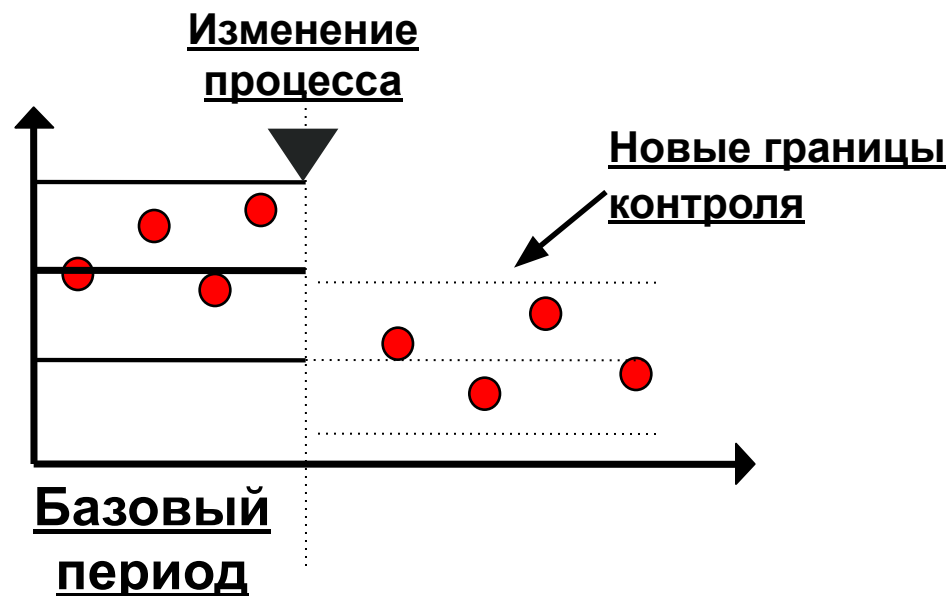 Изменение
процесса
Новые границы
контроля
Базовый
период